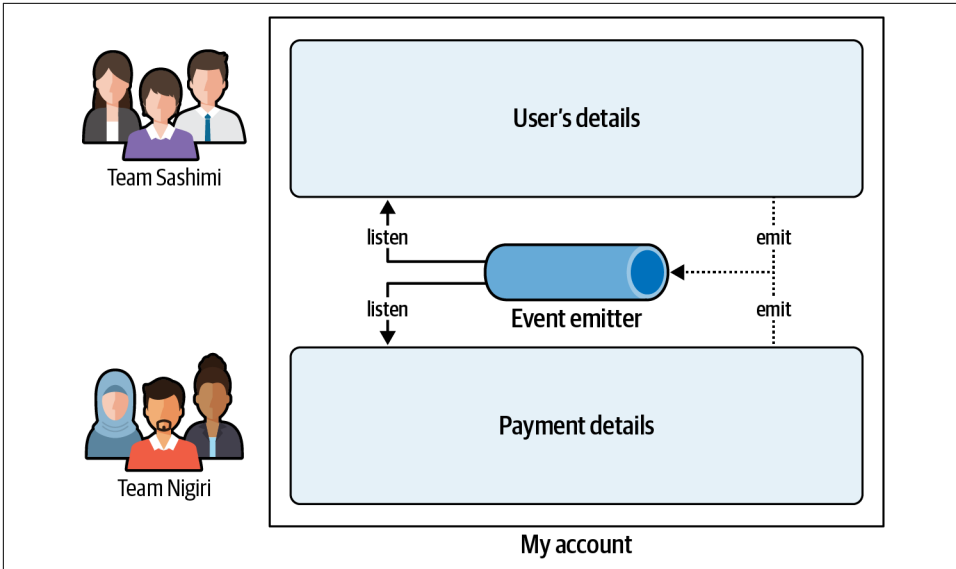 User's details
Team Sashimi
listen
emit
listen
emit
Event emitter
Payment details
Team Nigiri
My account